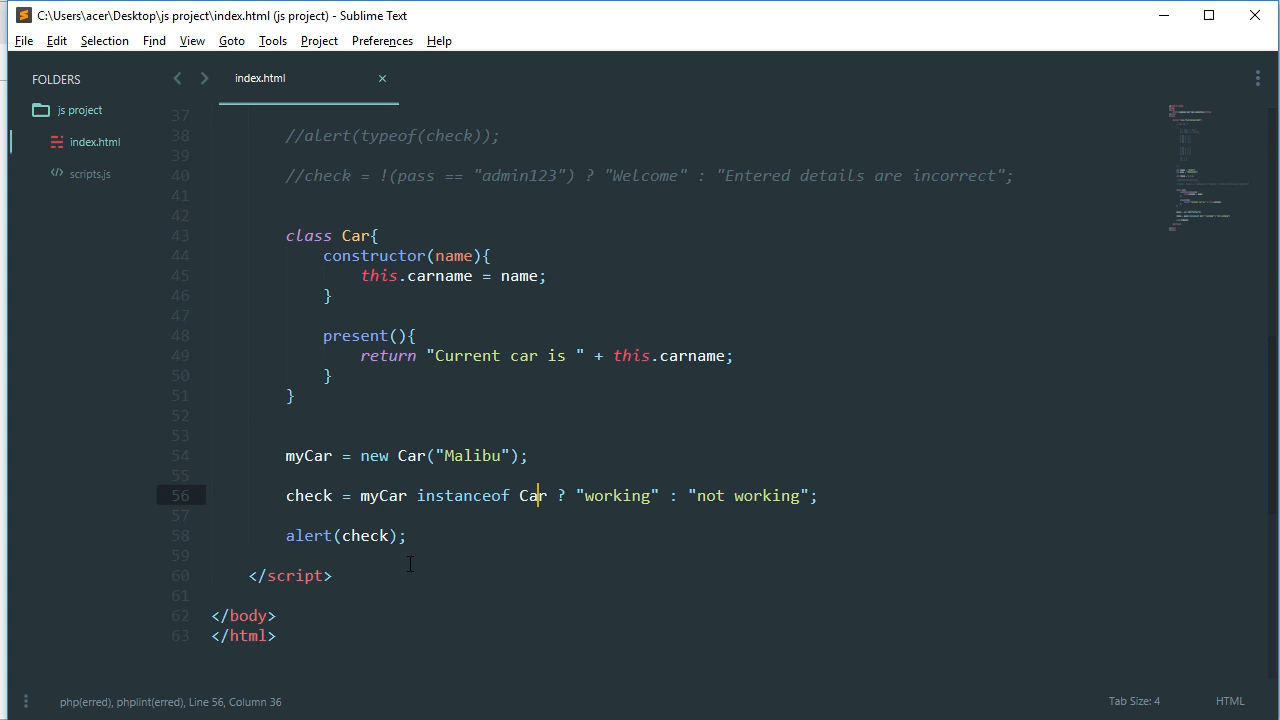 C:\Users\acer\Desktop\js project\index.html (js project) - Sublime Text
File Edit Selection Find View Goto Tools Project Preferences Help
FOLDERS
js project
index.html
scripts.js
index.html
37
38 //alert(typeof(check));
39
40 //check = !(pass == "admin123") ? "Welcome" : "Entered details are incorrect";
41
42
43 class Car{
44 constructor(name){
45 this.carname = name;
46 }
47
48 present(){
49 return "Current car is " + this.carname;
50 }
51 }
52
53
54 myCar = new Car("Malibu");
55
56 check = myCar instanceof Car ? "working" : "not working";
57
58 alert(check);
59
60 </script>
61
62 </body>
63 </html>
php(erred), phplint(erred), Line 56, Column 36
Tab Size: 4
HTML